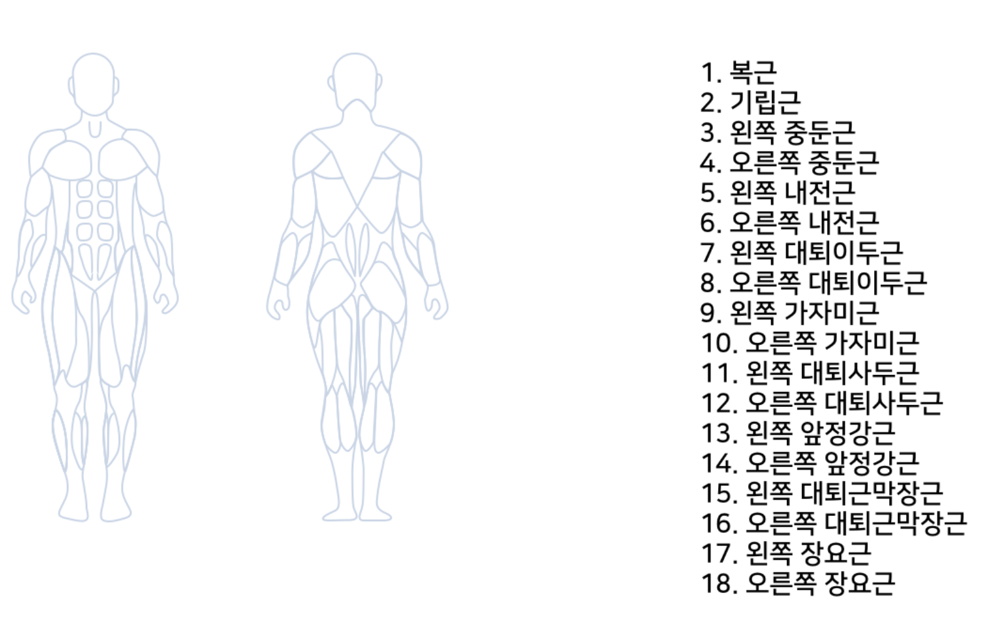 1. 복근
2. 기립근
3. 왼쪽 중둔근
4. 오른쪽 중둔근
5. 왼쪽 내전근
6. 오른쪽 내전근
7. 왼쪽 대퇴이두근
8. 오른쪽 대퇴이두근
9. 왼쪽 가자미근
10. 오른쪽 가자미근
11. 왼쪽 대퇴사두근
12. 오른쪽 대퇴사두근
13. 왼쪽 앞정강근
14. 오른쪽 앞정강근
15. 왼쪽 대퇴근막장근
16. 오른쪽 대퇴근막장근
17. 왼쪽 장요근
18. 오른쪽 장요근